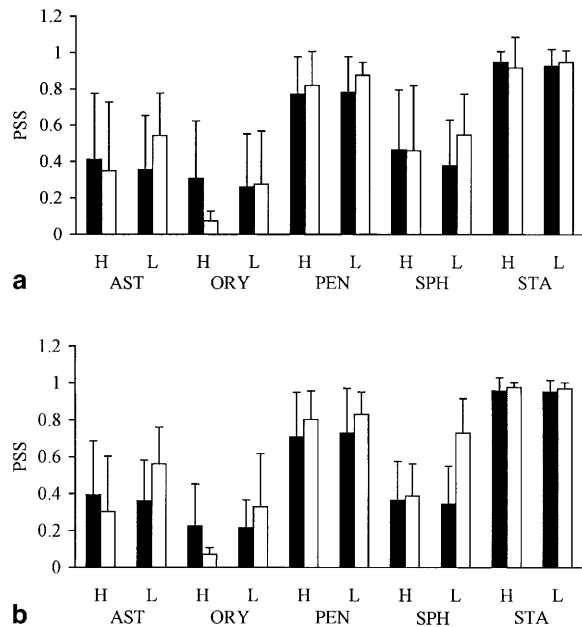 1.2
1
0.8
0.6
0.4
0.2
0
PSS
H L H L H L H L H L
AST ORY PEN SPH STA
a
1.2
1
0.8
0.6
0.4
0.2
0
PSS
H L H L H L H L H L
AST ORY PEN SPH STA
b